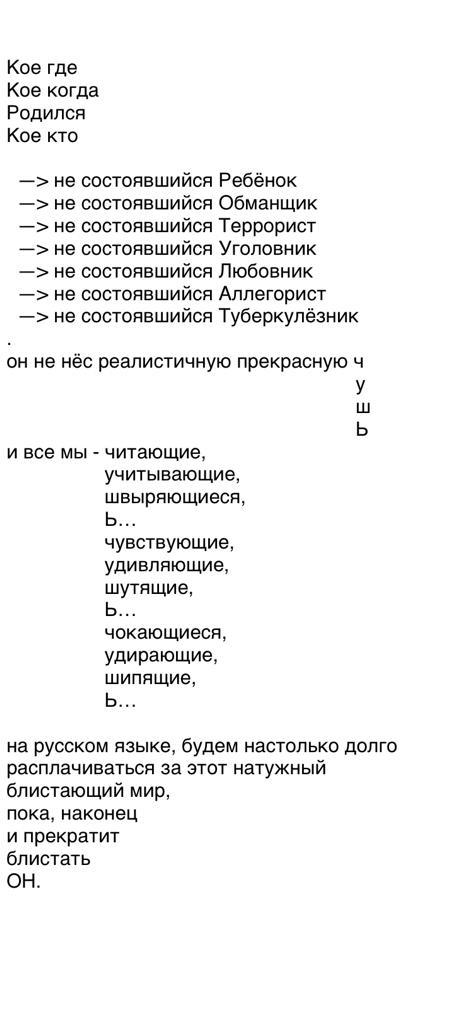 Кое где
Кое когда
Родился
Кое кто
—> не состоявшийся Ребёнок
—> не состоявшийся Обманщик
—> не состоявшийся Террорист
—> не состоявшийся Уголовник
—> не состоявшийся Любовник
—> не состоявшийся Аллегорист
—> не состоявшийся Туберкулёзник
.
он не нёс реалистичную прекрасную ч
у
ш
Ь
и все мы - читающие,
учитывающие,
швыряющиеся,
Ь...
чувствующие,
удивляющие,
шутящие,
Ь...
чокающиеся,
удирающие,
шипящие,
Ь...
на русском языке, будем настолько долго
расплачиваться за этот натужный
блистающий мир,
пока, наконец
и прекратит
блистать
ОН.